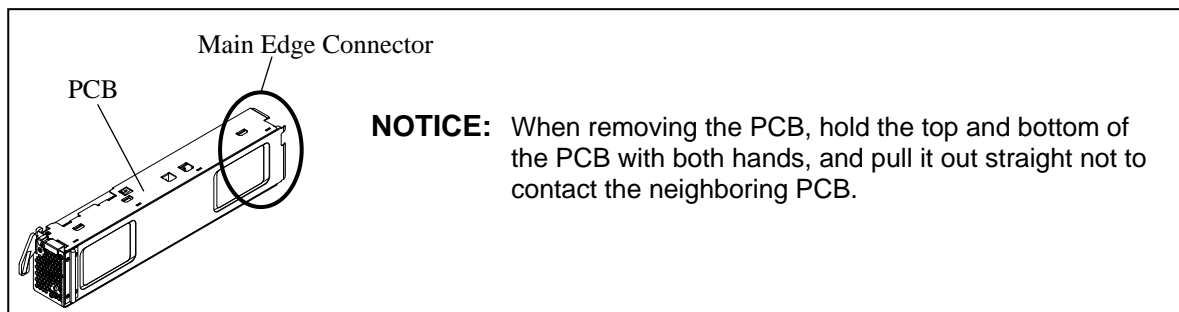 Main Edge Connector
PCB
NOTICE: When removing the PCB, hold the top and bottom of
the PCB with both hands, and pull it out straight not to
contact the neighboring PCB.